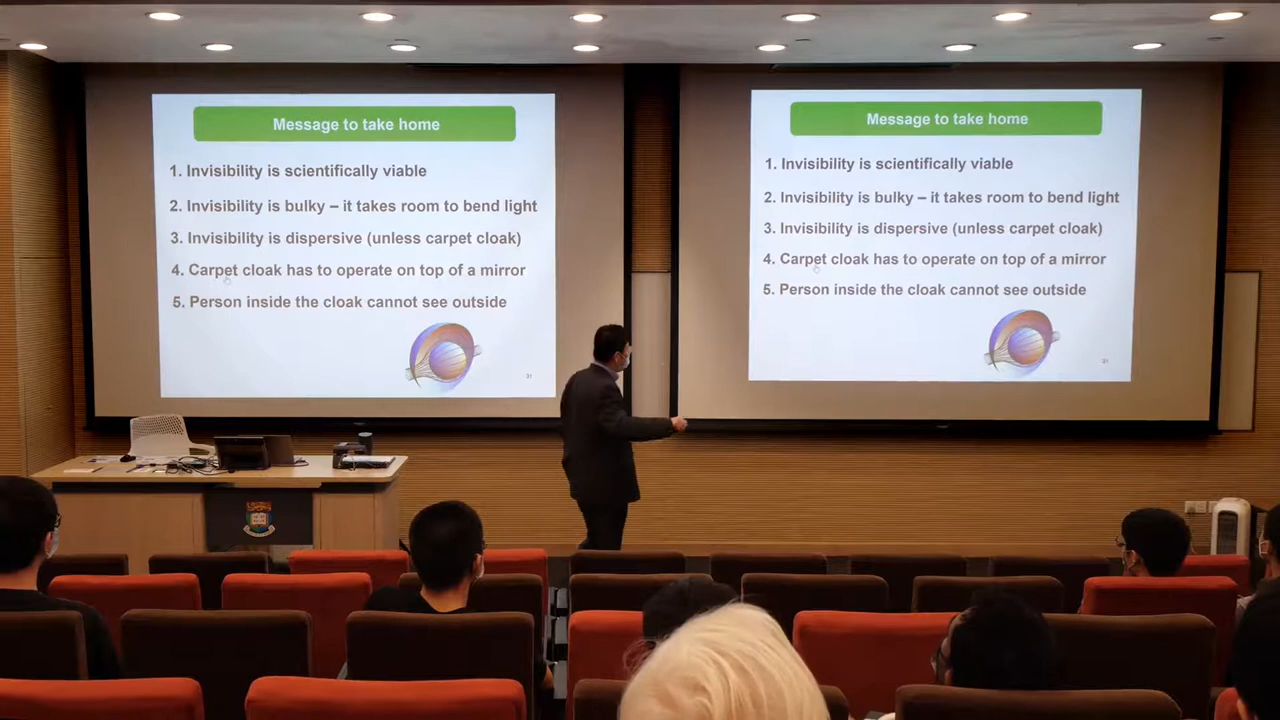 Message to take home
1. Invisibility is scientifically viable
2. Invisibility is bulky – it takes room to bend light
3. Invisibility is dispersive (unless carpet cloak)
4. Carpet cloak has to operate on top of a mirror
5. Person inside the cloak cannot see outside
31
Message to take home
1. Invisibility is scientifically viable
2. Invisibility is bulky – it takes room to bend light
3. Invisibility is dispersive (unless carpet cloak)
4. Carpet cloak has to operate on top of a mirror
5. Person inside the cloak cannot see outside
31